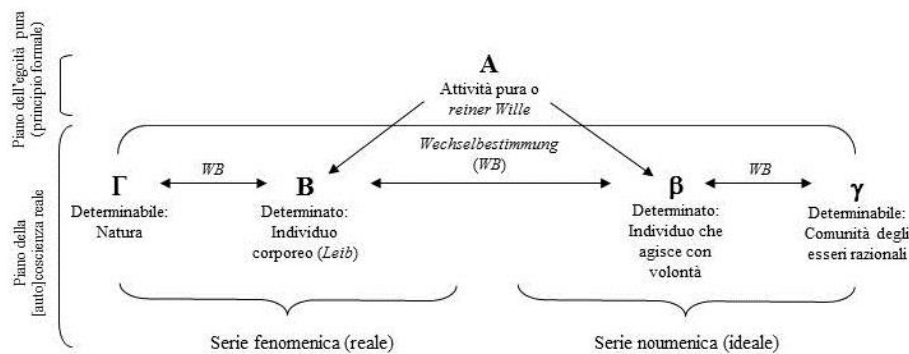 Piano dell'egoità pura
(principio formale)
A
Attività pura o
reiner Wille
Piano della
[auto]coscienza reale
WB
Wechselbestimmung
(WB)
WB
Γ
Determinabile:
Natura
B
Determinato:
Individuo
corporeo (Leib)
β
Determinato:
Individuo che
agisce con
volontà
γ
Determinabile:
Comunità degli
esseri razionali
Serie fenomenica (reale)
Serie noumenica (ideale)